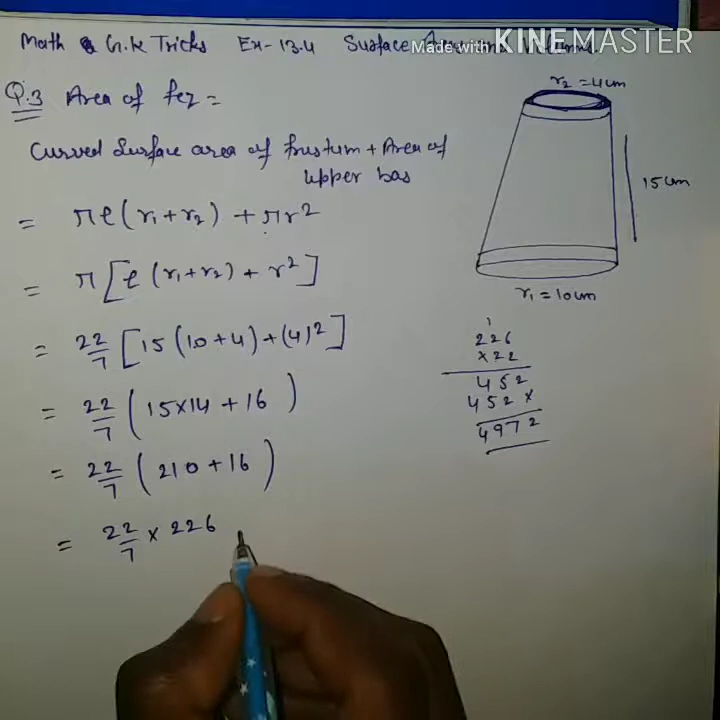 Math & G.K Tricks Ex-13.4 Surface Area and
Made with KINEMASTER
Q.3 Area of fez =
Curved Surface area of frustum + Area of
upper bas
= πℓ(r₁+r₂) + πr²
= π[ℓ(r₁+r₂) + r²]
= 22/7 [15(10+4)+(4)²]
= 22/7 (15×14 + 16)
= 22/7 (210+16)
= 22/7 × 226
r₂ = 4cm
15cm
r₁ = 10cm
1
226
×22
452
452×
4972